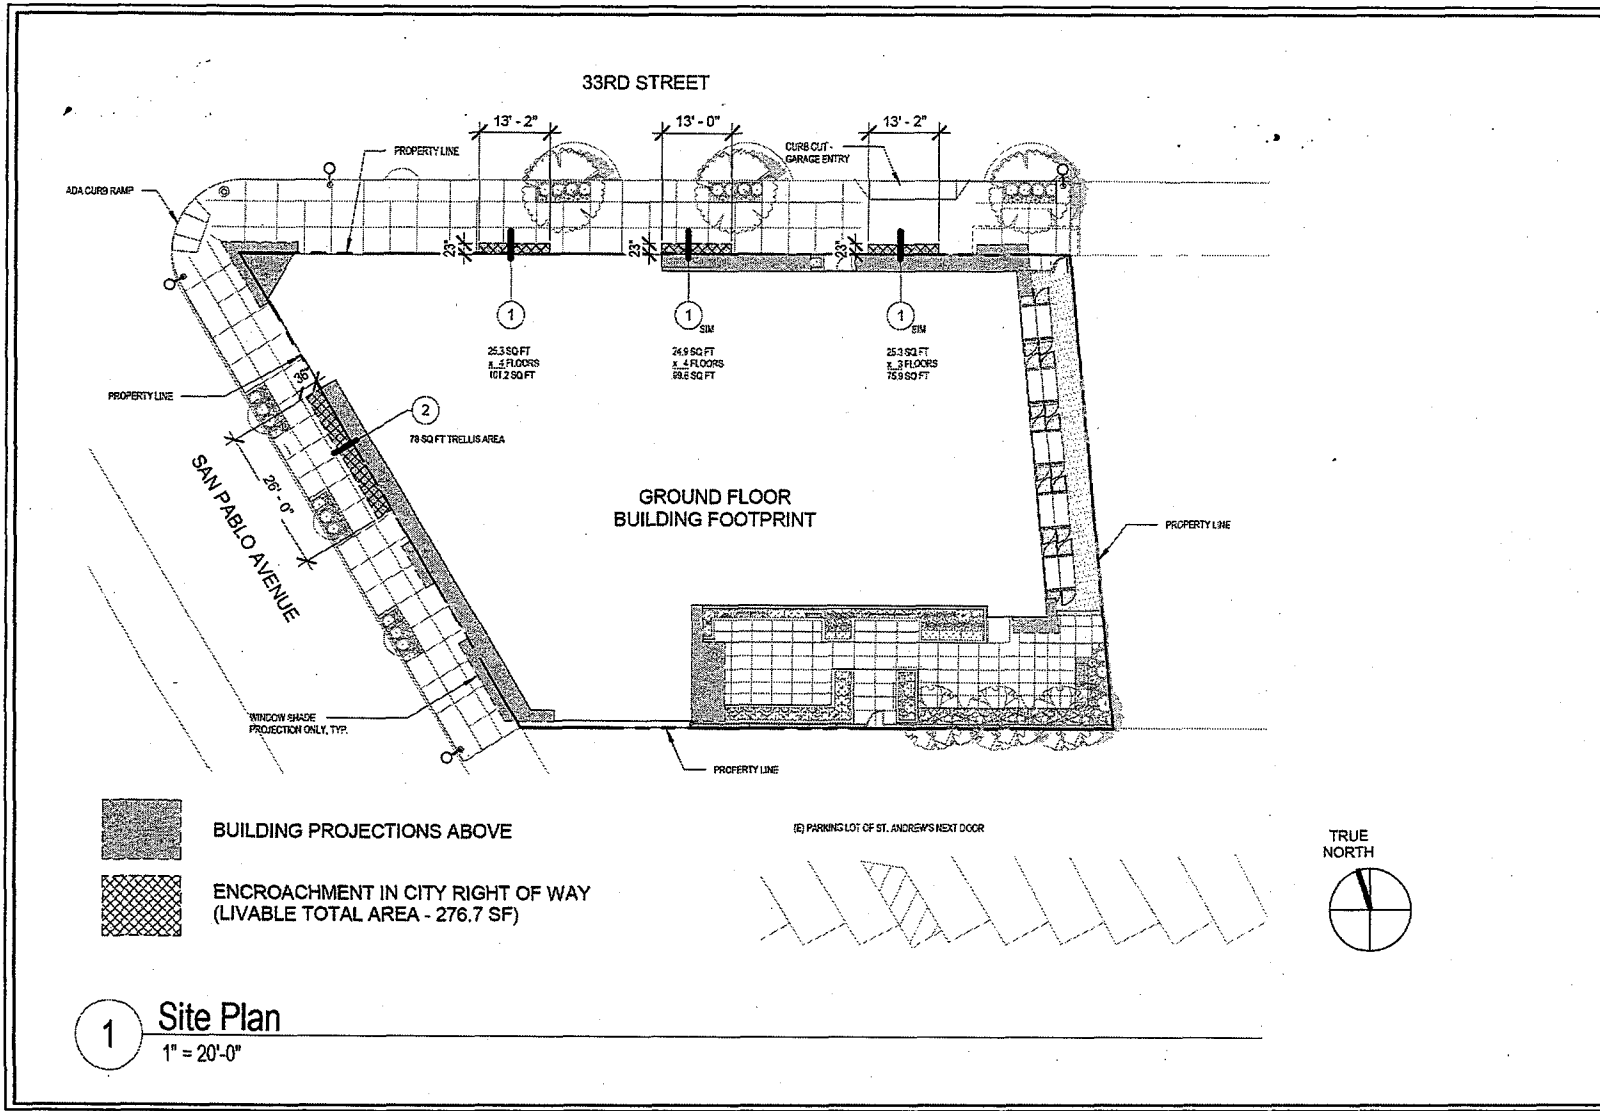 33RD STREET
13' - 2"
13' - 0"
13' - 2"
PROPERTY LINE
CURB CUT -
GARAGE ENTRY
ADA CURB RAMP
23"
23"
23"
1
1
SIM
1
SIM
25.3 SQ FT
x 4 FLOORS
101.2 SQ FT
24.9 SQ FT
x 4 FLOORS
99.6 SQ FT
25.3 SQ FT
x 3 FLOORS
75.9 SQ FT
36"
PROPERTY LINE
2
78 SQ FT TRELLIS AREA
SAN PABLO AVENUE
26' - 0"
GROUND FLOOR
BUILDING FOOTPRINT
PROPERTY LINE
WINDOW SHADE
PROJECTION ONLY, TYP.
PROPERTY LINE
BUILDING PROJECTIONS ABOVE
(E) PARKING LOT OF ST. ANDREW'S NEXT DOOR
TRUE
NORTH
ENCROACHMENT IN CITY RIGHT OF WAY
(LIVABLE TOTAL AREA - 276.7 SF)
1
Site Plan
1" = 20'-0"